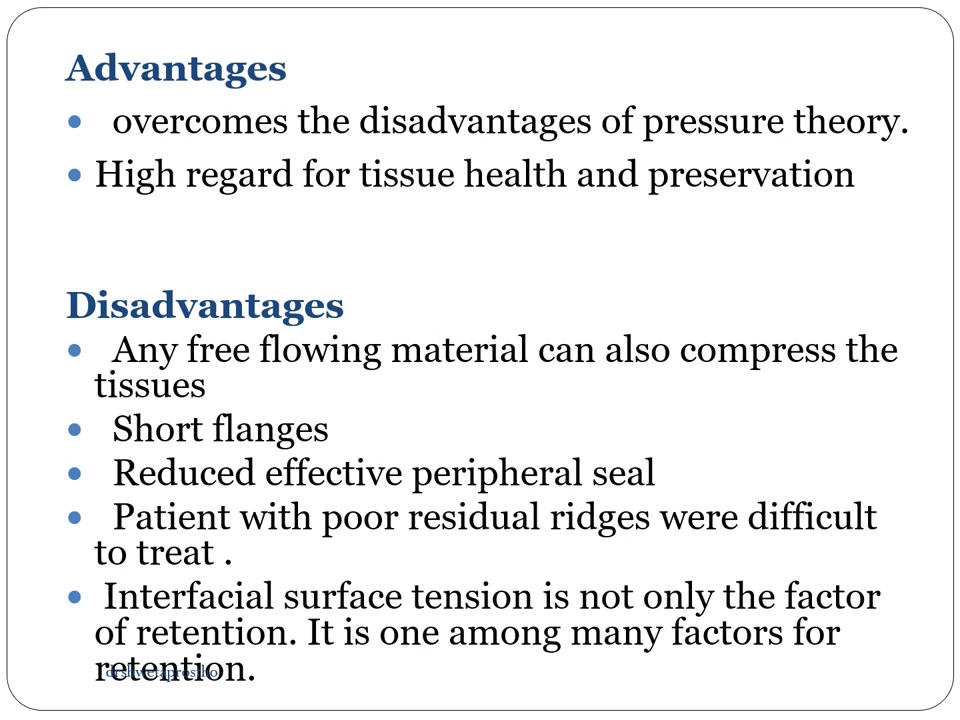 Advantages
• overcomes the disadvantages of pressure theory.
• High regard for tissue health and preservation
Disadvantages
• Any free flowing material can also compress the
tissues
• Short flanges
• Reduced effective peripheral seal
• Patient with poor residual ridges were difficult
to treat .
• Interfacial surface tension is not only the factor
of retention. It is one among many factors for
retention.